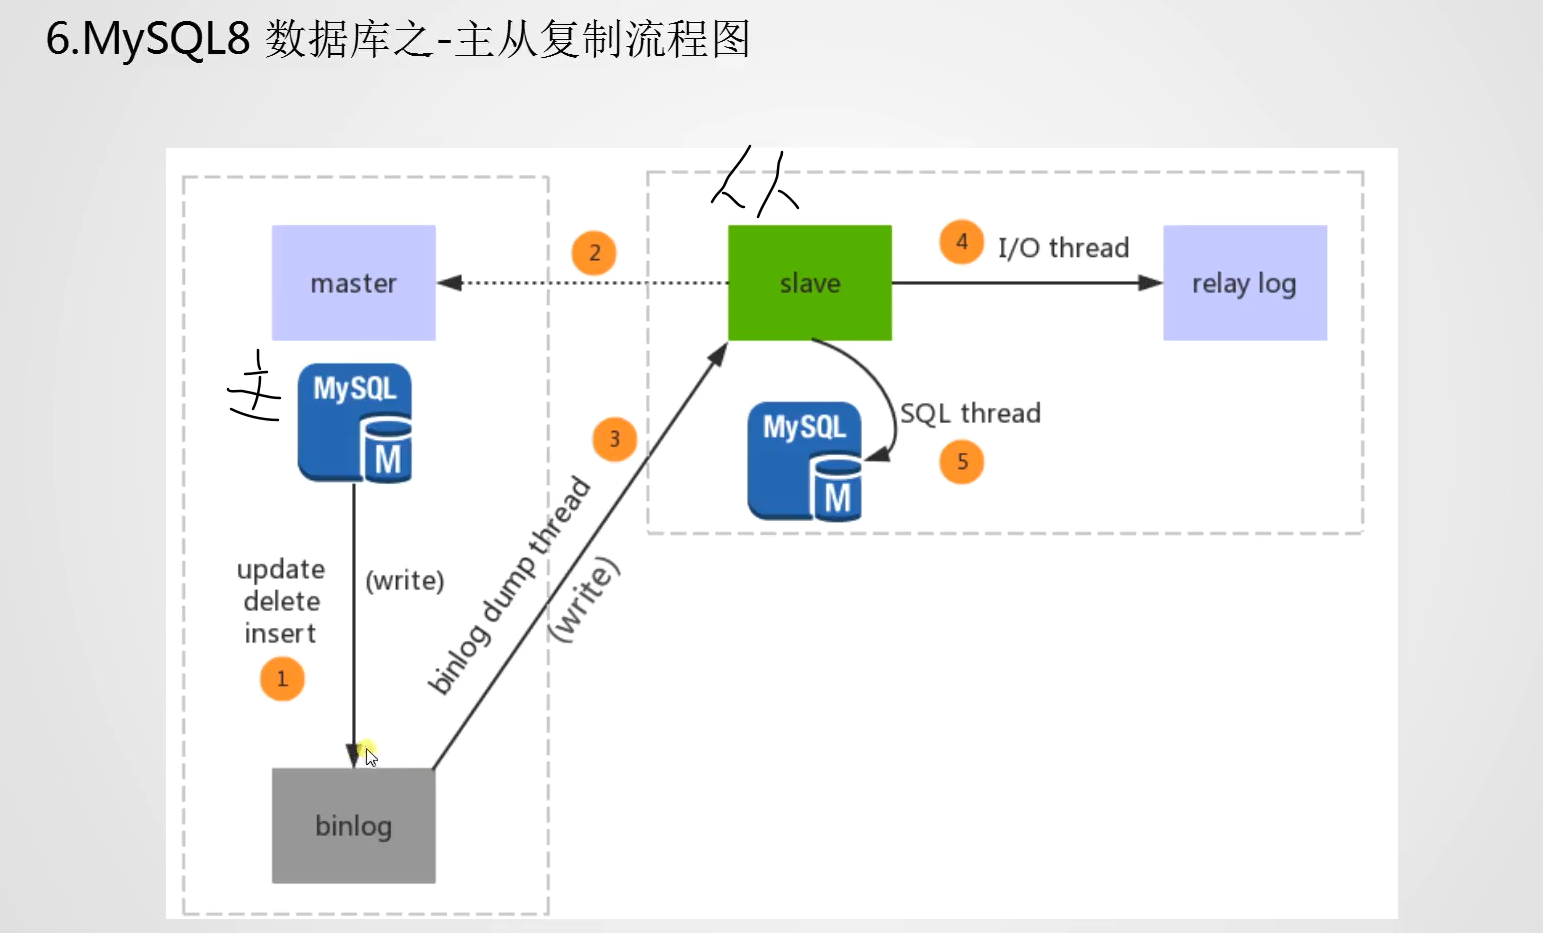 6.MySQL8 数据库之-主从复制流程图
从
2
4
I/O thread
master
slave
relay log
主
MySQL
M
3
MySQL
M
SQL thread
5
binlog dump thread
(write)
update
delete
insert
(write)
1
binlog